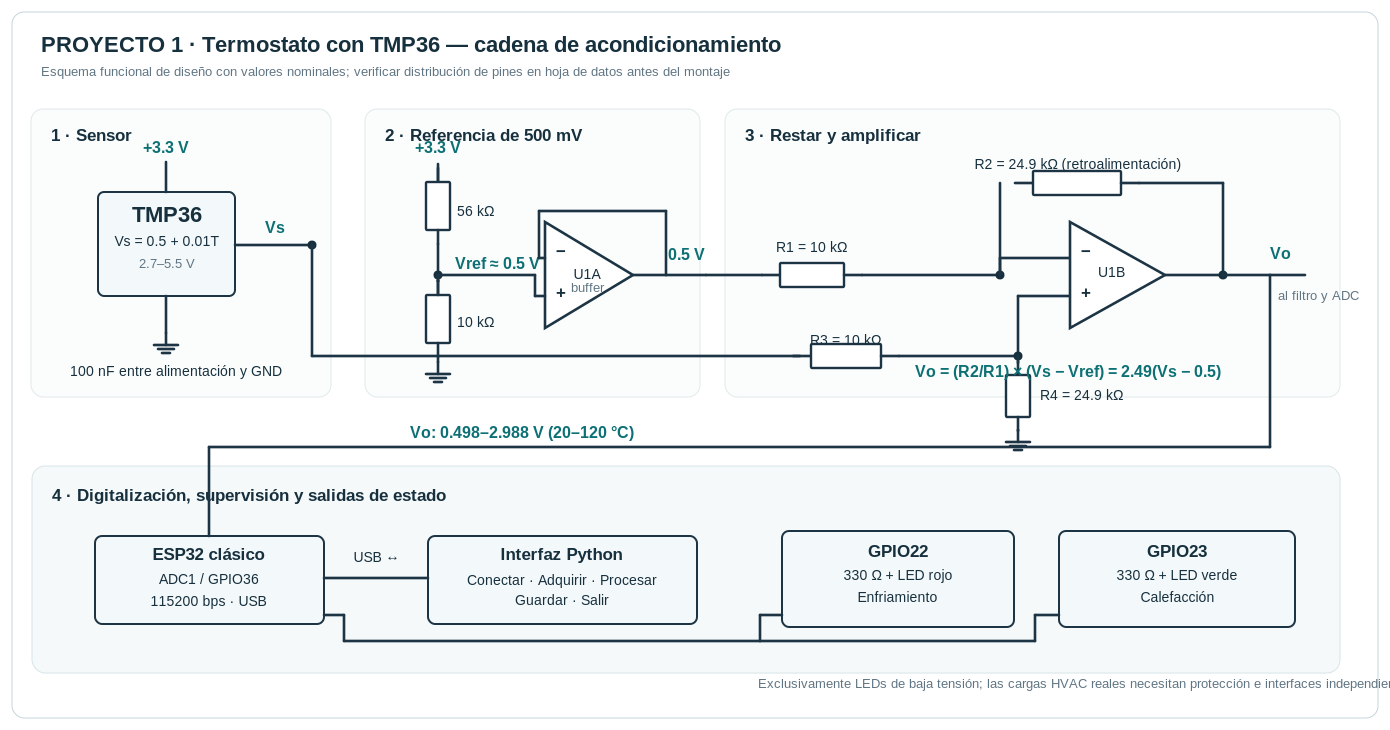 PROYECTO 1 · Termostato con TMP36 — cadena de acondicionamiento
Esquema funcional de diseño con valores nominales; verificar distribución de pines en hoja de datos antes del montaje
1 · Sensor
+3.3 V
TMP36
Vs = 0.5 + 0.01T
2.7–5.5 V
Vs
100 nF entre alimentación y GND
2 · Referencia de 500 mV
+3.3 V
56 kΩ
Vref ≈ 0.5 V
10 kΩ
−
+
U1A
buffer
0.5 V
3 · Restar y amplificar
R2 = 24.9 kΩ (retroalimentación)
R1 = 10 kΩ
−
+
U1B
Vo
al filtro y ADC
R3 = 10 kΩ
Vo = (R2/R1) × (Vs − Vref) = 2.49(Vs − 0.5)
R4 = 24.9 kΩ
Vo: 0.498–2.988 V (20–120 °C)
4 · Digitalización, supervisión y salidas de estado
ESP32 clásico
ADC1 / GPIO36
115200 bps · USB
USB ↔
Interfaz Python
Conectar · Adquirir · Procesar
Guardar · Salir
GPIO22
330 Ω + LED rojo
Enfriamiento
GPIO23
330 Ω + LED verde
Calefacción
Exclusivamente LEDs de baja tensión; las cargas HVAC reales necesitan protección e interfaces